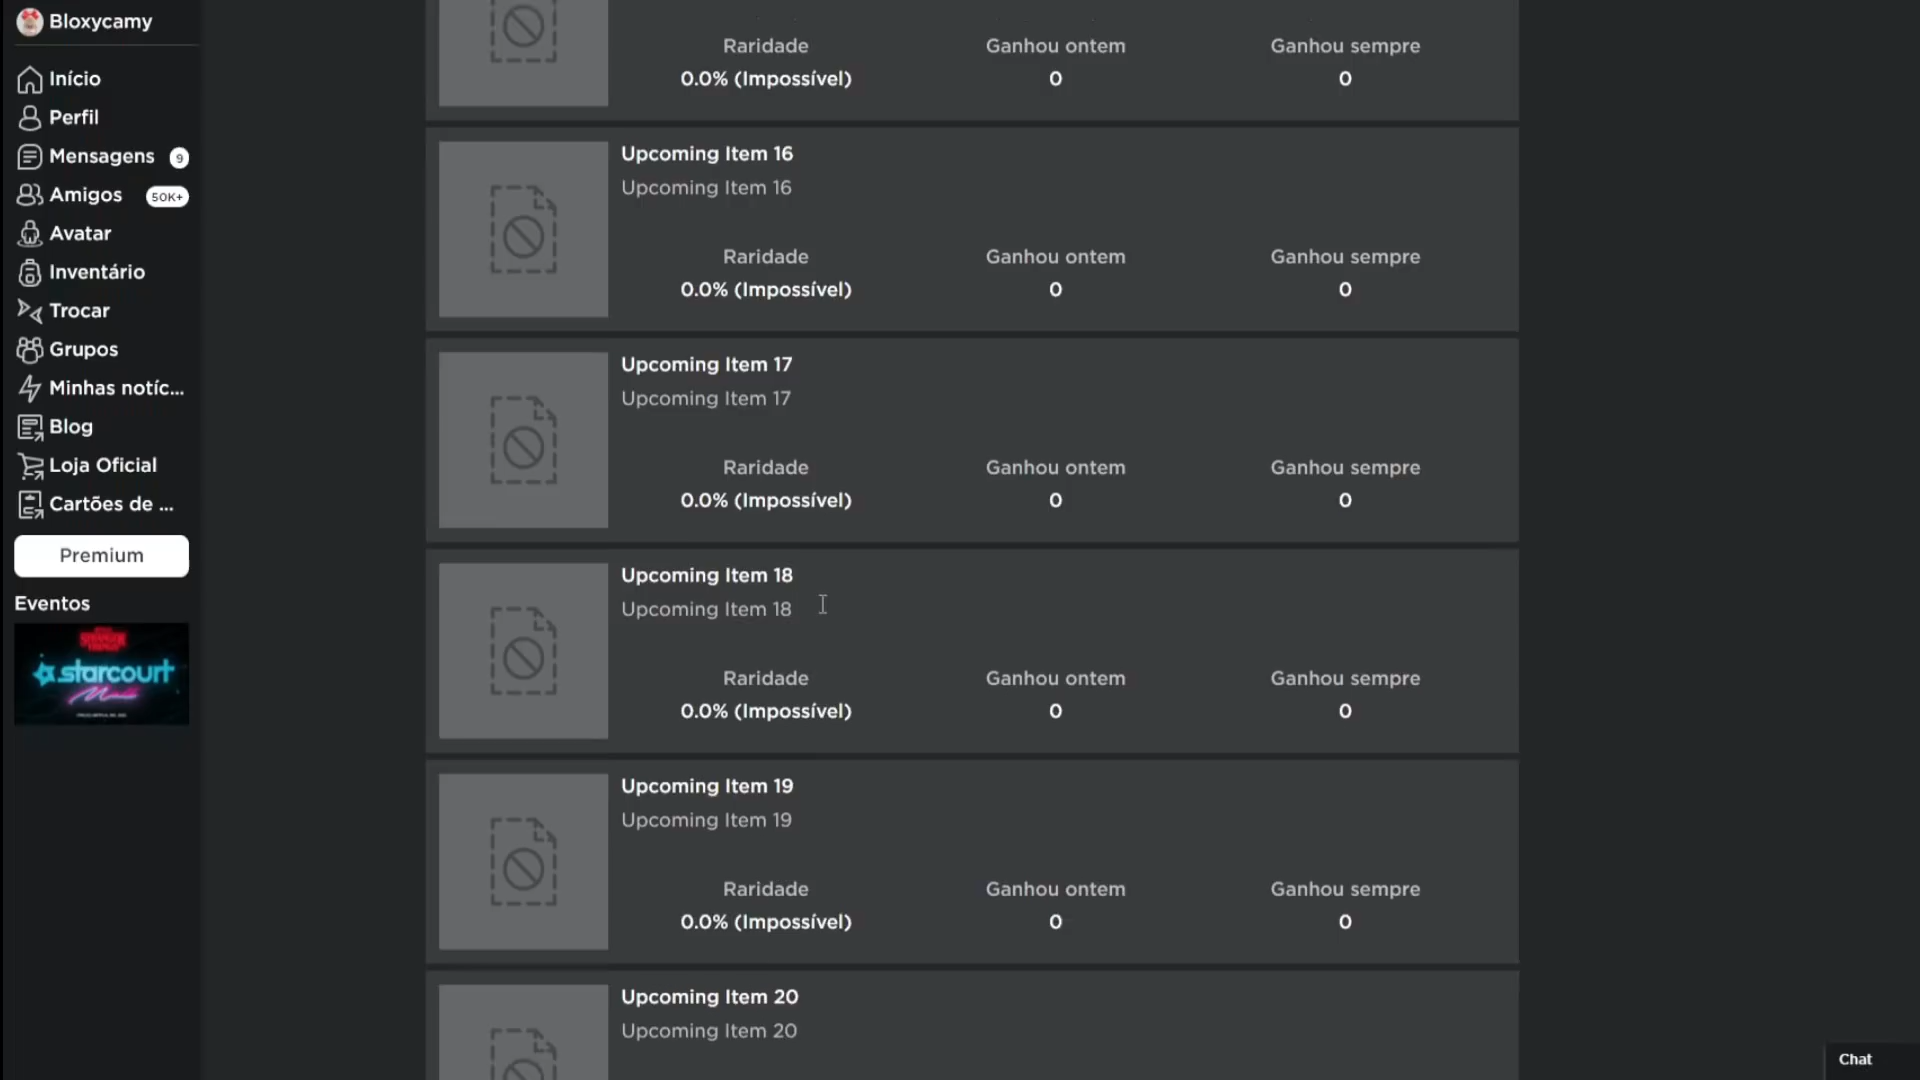 Bloxycamy
Início
Perfil
Mensagens 9
Amigos 50K+
Avatar
Inventário
Trocar
Grupos
Minhas notíc...
Blog
Loja Oficial
Cartões de ...
Premium
Eventos
STRANGER
THINGS
starcourt
Raridade Ganhou ontem Ganhou sempre
0.0% (Impossível) 0 0
Upcoming Item 16
Upcoming Item 16
Raridade Ganhou ontem Ganhou sempre
0.0% (Impossível) 0 0
Upcoming Item 17
Upcoming Item 17
Raridade Ganhou ontem Ganhou sempre
0.0% (Impossível) 0 0
Upcoming Item 18
Upcoming Item 18
Raridade Ganhou ontem Ganhou sempre
0.0% (Impossível) 0 0
Upcoming Item 19
Upcoming Item 19
Raridade Ganhou ontem Ganhou sempre
0.0% (Impossível) 0 0
Upcoming Item 20
Upcoming Item 20
Chat